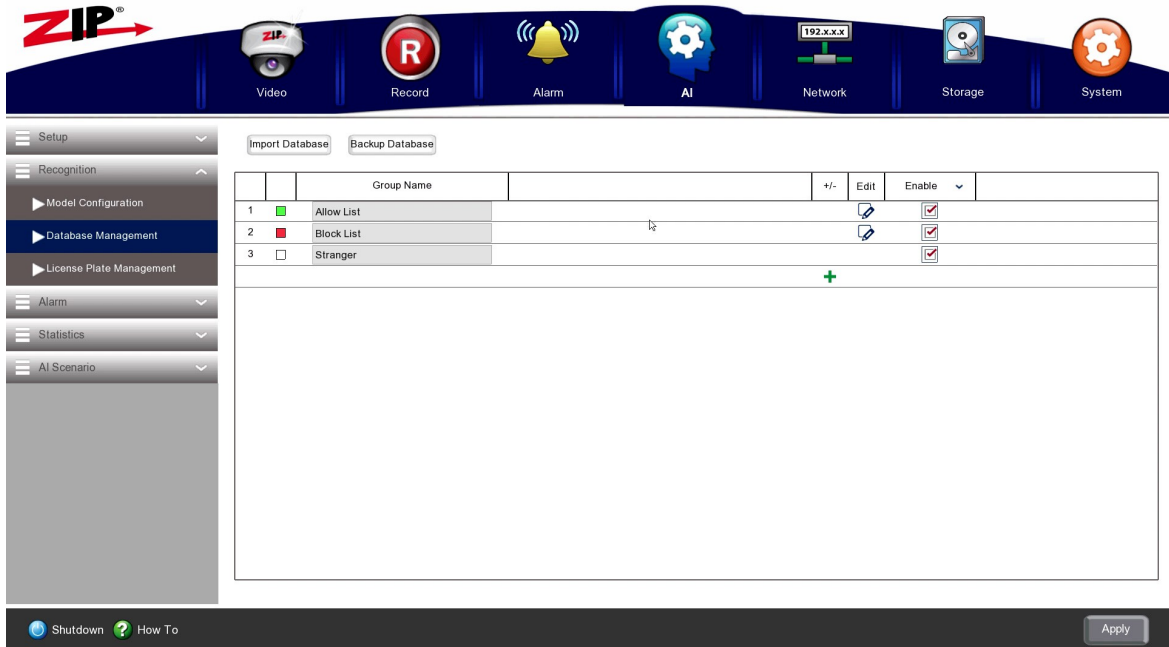 ZIP®
192.x.x.x
ZIP
R
Video
Record
Alarm
AI
Network
Storage
System
Setup
Recognition
Model Configuration
Database Management
License Plate Management
Alarm
Statistics
AI Scenario
Import Database
Backup Database
Group Name
+/-
Edit
Enable
1
Allow List
2
Block List
3
Stranger
+
Shutdown
? How To
Apply